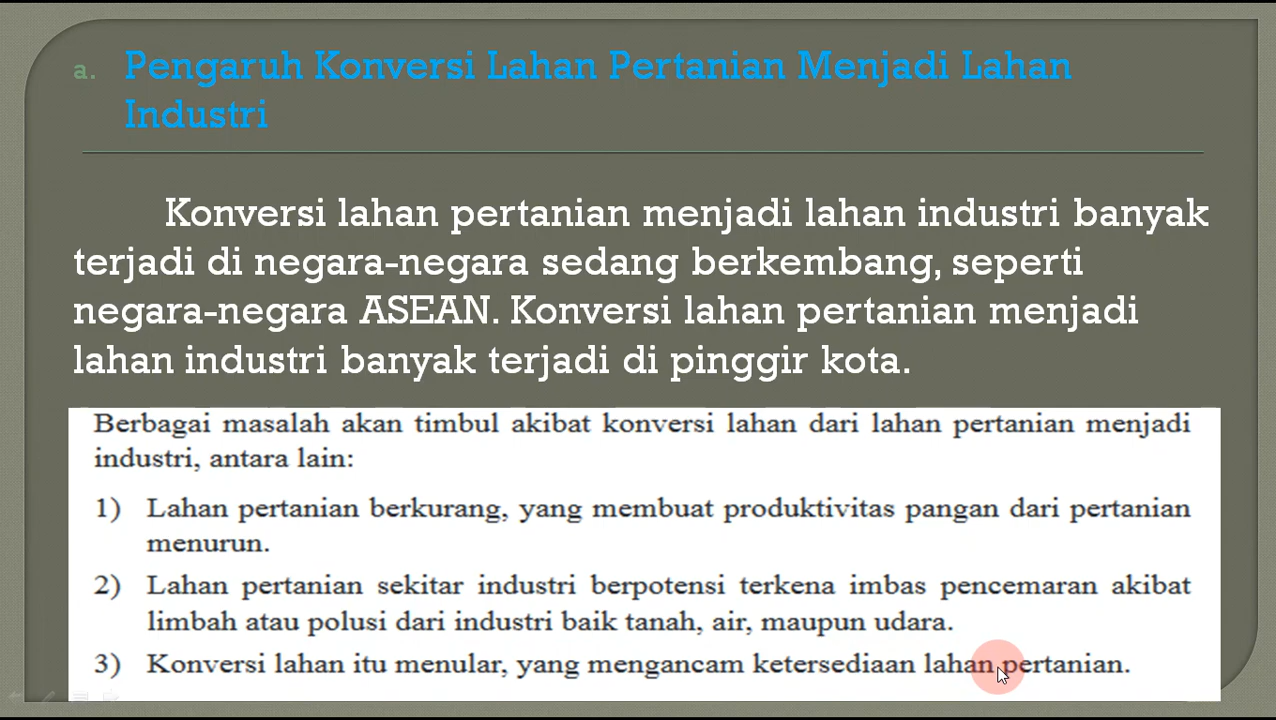 a. Pengaruh Konversi Lahan Pertanian Menjadi Lahan
Industri
Konversi lahan pertanian menjadi lahan industri banyak
terjadi di negara-negara sedang berkembang, seperti
negara-negara ASEAN. Konversi lahan pertanian menjadi
lahan industri banyak terjadi di pinggir kota.
Berbagai masalah akan timbul akibat konversi lahan dari lahan pertanian menjadi
industri, antara lain:
1) Lahan pertanian berkurang, yang membuat produktivitas pangan dari pertanian
menurun.
2) Lahan pertanian sekitar industri berpotensi terkena imbas pencemaran akibat
limbah atau polusi dari industri baik tanah, air, maupun udara.
3) Konversi lahan itu menular, yang mengancam ketersediaan lahan pertanian.